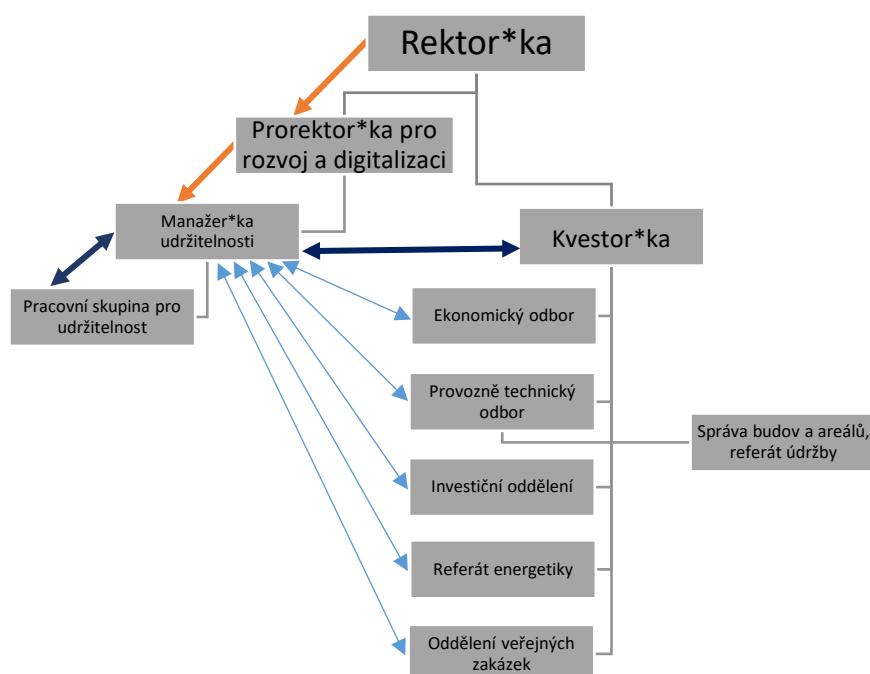 Rektor*ka
Prorektor*ka pro
rozvoj a digitalizaci
Manažer*ka
udržitelnosti
Kvestor*ka
Pracovní skupina pro
udržitelnost
Ekonomický odbor
Provozně technický
odbor
Správa budov a areálů,
referát údržby
Investiční oddělení
Referát energetiky
Oddělení veřejných
zakázek